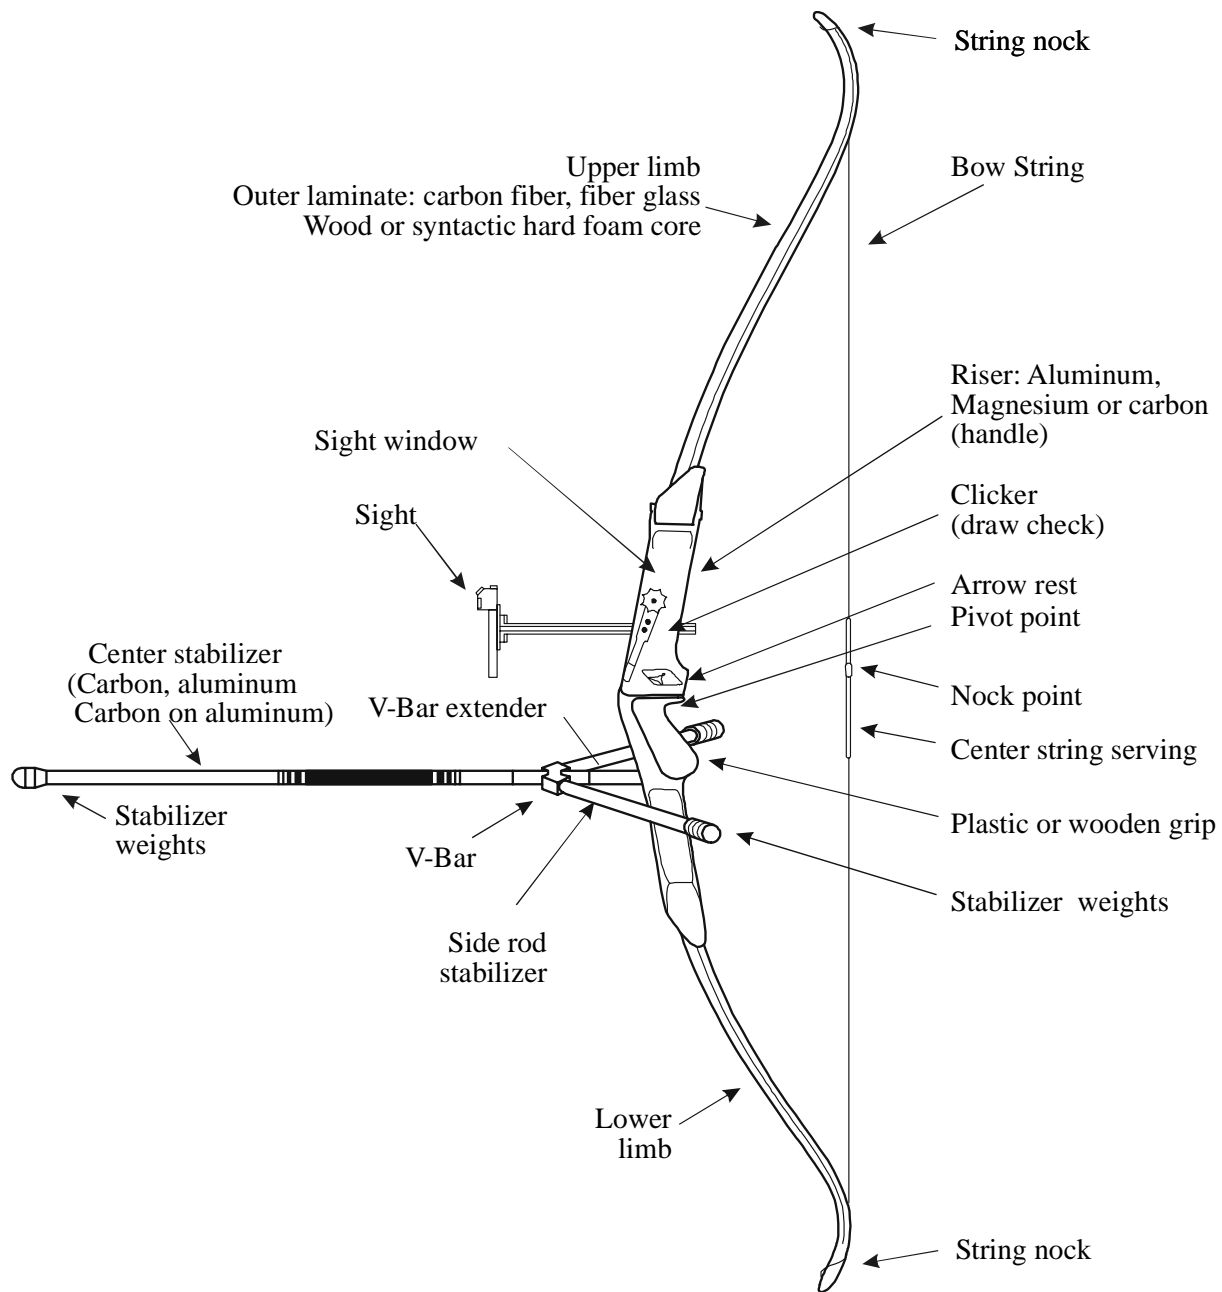 String nock
Upper limb
Outer laminate: carbon fiber, fiber glass
Wood or syntactic hard foam core
Bow String
Riser: Aluminum,
Magnesium or carbon
(handle)
Sight window
Clicker
(draw check)
Sight
Arrow rest
Pivot point
Center stabilizer
(Carbon, aluminum
Carbon on aluminum)
V-Bar extender
Nock point
Center string serving
Stabilizer
weights
Plastic or wooden grip
V-Bar
Stabilizer weights
Side rod
stabilizer
Lower
limb
String nock